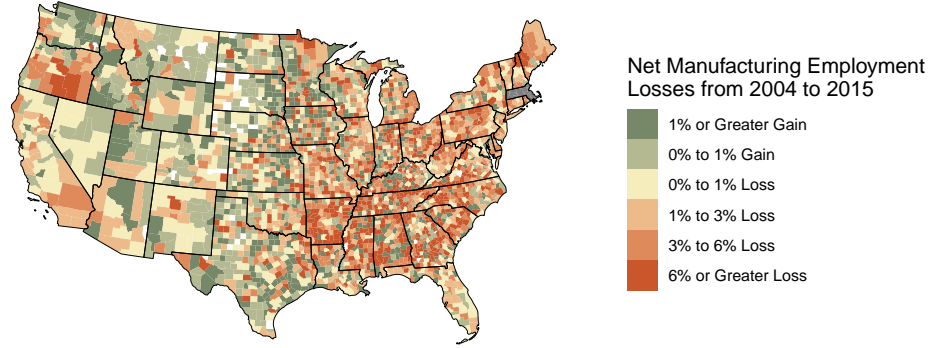 Net Manufacturing Employment
Losses from 2004 to 2015
1% or Greater Gain
0% to 1% Gain
0% to 1% Loss
1% to 3% Loss
3% to 6% Loss
6% or Greater Loss